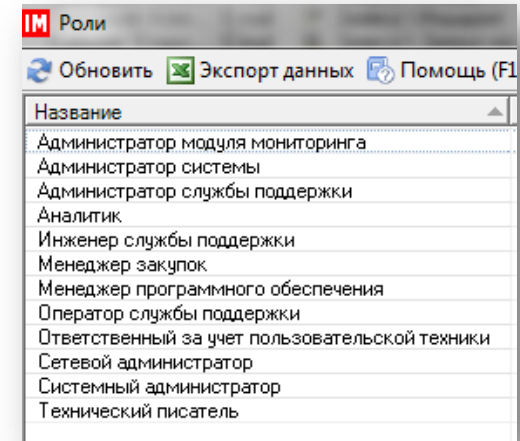 IM Роли
Обновить Экспорт данных Помощь (F1
Название
Администратор модуля мониторинга
Администратор системы
Администратор службы поддержки
Аналитик
Инженер службы поддержки
Менеджер закупок
Менеджер программного обеспечения
Оператор службы поддержки
Ответственный за учет пользовательской техники
Сетевой администратор
Системный администратор
Технический писатель